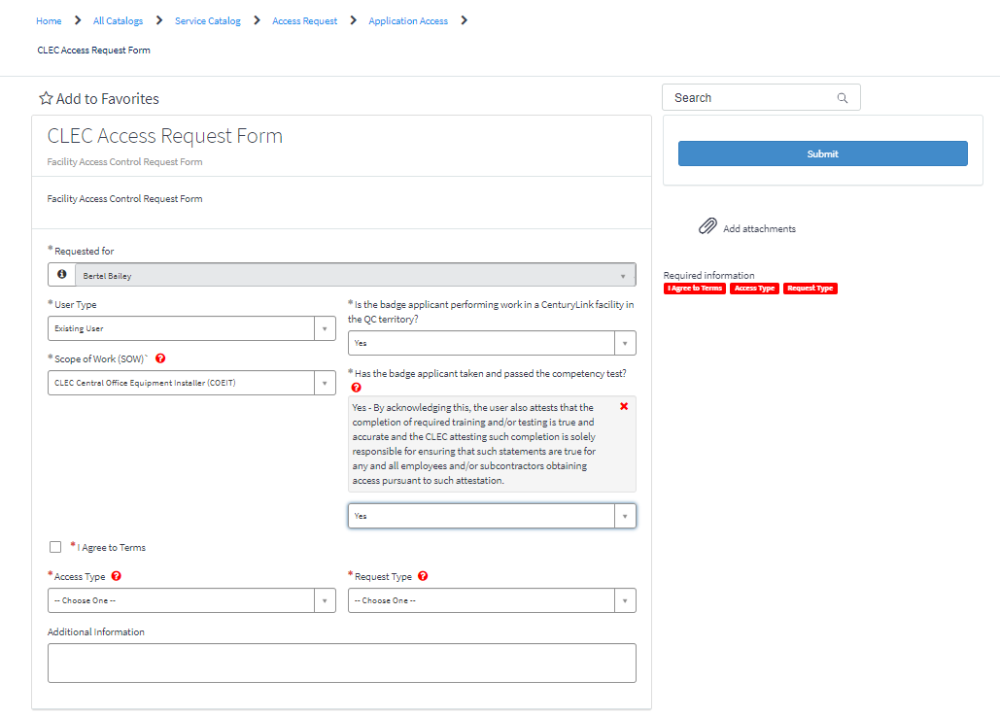 Home > All Catalogs > Service Catalog > Access Request > Application Access >
CLEC Access Request Form
Add to Favorites
Search
CLEC Access Request Form
Facility Access Control Request Form
Submit
Facility Access Control Request Form
Add attachments
*Requested for
Bertel Bailey
Required information
I Agree to Terms Access Type Request Type
*User Type
Existing User
*Is the badge applicant performing work in a CenturyLink facility in
the QC territory?
Yes
*Scope of Work (SOW)`
CLEC Central Office Equipment Installer (COEIT)
*Has the badge applicant taken and passed the competency test?
Yes - By acknowledging this, the user also attests that the
completion of required training and/or testing is true and
accurate and the CLEC attesting such completion is solely
responsible for ensuring that such statements are true for
any and all employees and/or subcontractors obtaining
access pursuant to such attestation.
Yes
*I Agree to Terms
*Access Type
-- Choose One --
*Request Type
-- Choose One --
Additional Information